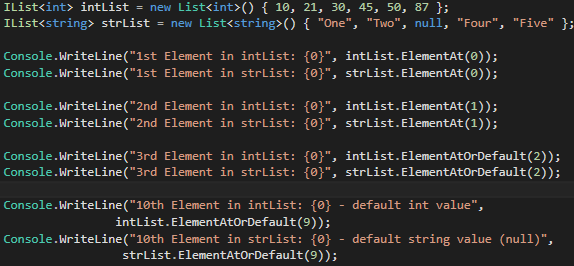 IList<int> intList = new List<int>() { 10, 21, 30, 45, 50, 87 };
IList<string> strList = new List<string>() { "One", "Two", null, "Four", "Five" };
Console.WriteLine("1st Element in intList: {0}", intList.ElementAt(0));
Console.WriteLine("1st Element in strList: {0}", strList.ElementAt(0));
Console.WriteLine("2nd Element in intList: {0}", intList.ElementAt(1));
Console.WriteLine("2nd Element in strList: {0}", strList.ElementAt(1));
Console.WriteLine("3rd Element in intList: {0}", intList.ElementAtOrDefault(2));
Console.WriteLine("3rd Element in strList: {0}", strList.ElementAtOrDefault(2));
Console.WriteLine("10th Element in intList: {0} - default int value",
intList.ElementAtOrDefault(9));
Console.WriteLine("10th Element in strList: {0} - default string value (null)",
strList.ElementAtOrDefault(9));